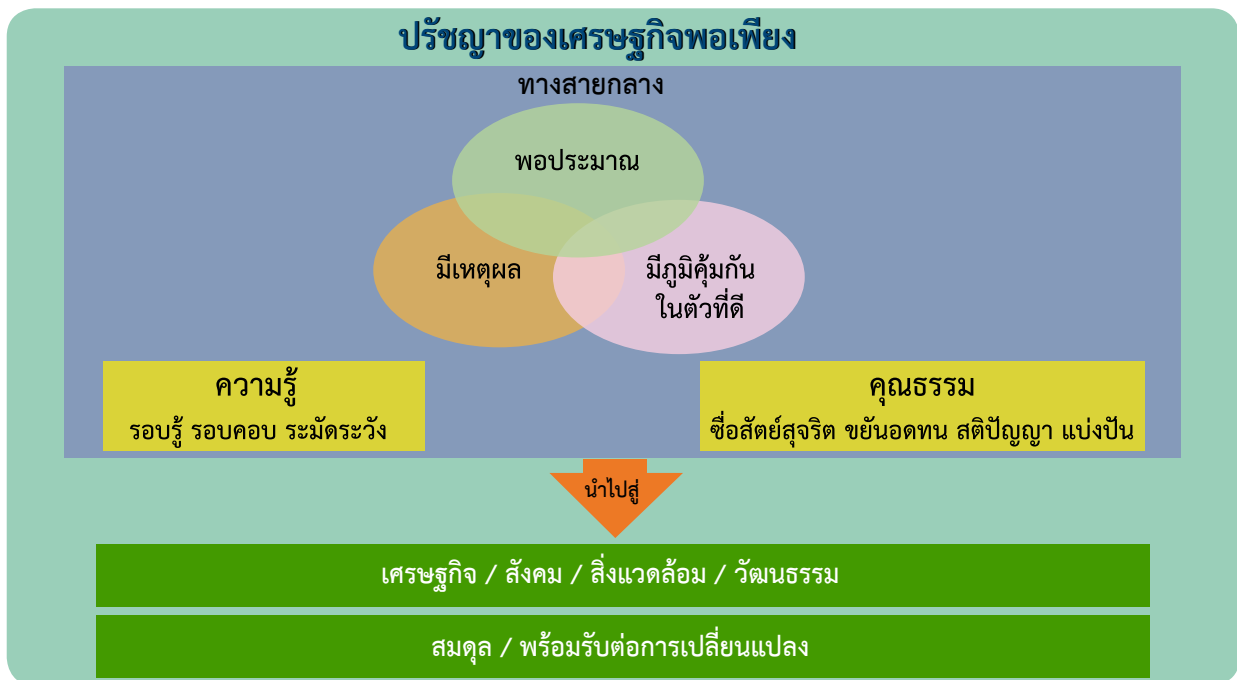 ปรัชญาของเศรษฐกิจพอเพียง
ทางสายกลาง
พอประมาณ
มีเหตุผล
มีภูมิคุ้มกัน
ในตัวที่ดี
ความรู้
รอบรู้ รอบคอบ ระมัดระวัง
คุณธรรม
ซื่อสัตย์สุจริต ขยันอดทน สติปัญญา แบ่งปัน
นำไปสู่
เศรษฐกิจ / สังคม / สิ่งแวดล้อม / วัฒนธรรม
สมดุล / พร้อมรับต่อการเปลี่ยนแปลง